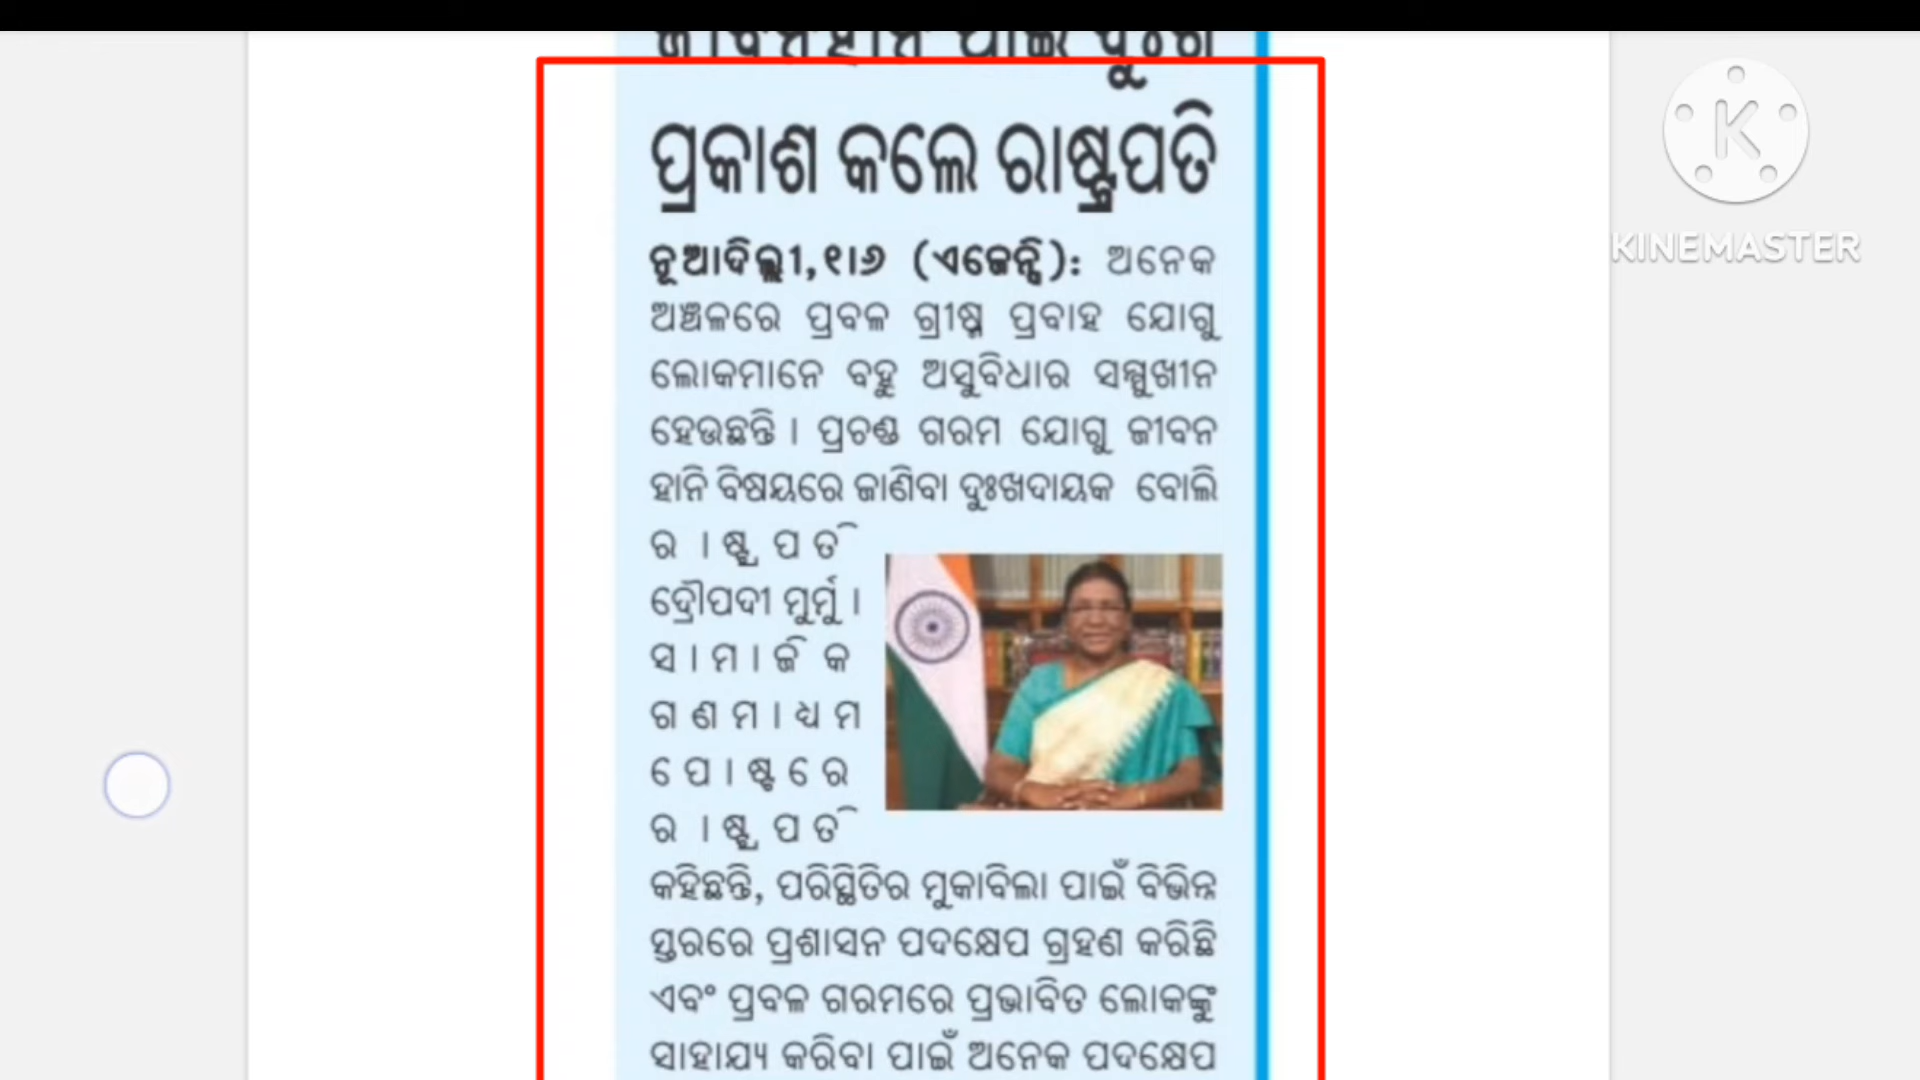 ପ୍ରକାଶ କଲେ ରାଷ୍ଟ୍ରପତି
ନୂଆଦିଲ୍ଲୀ,୧।୬ (ଏଜେନ୍ସି): ଅନେକ
ଅଞ୍ଚଳରେ ପ୍ରବଳ ଗ୍ରୀଷ୍ମ ପ୍ରବାହ ଯୋଗୁ
ଲୋକମାନେ ବହୁ ଅସୁବିଧାର ସମ୍ମୁଖୀନ
ହେଉଛନ୍ତି । ପ୍ରଚଣ୍ଡ ଗରମ ଯୋଗୁ ଜୀବନ
ହାନି ବିଷୟରେ ଜାଣିବା ଦୁଃଖଦାୟକ ବୋଲି
ରାଷ୍ଟ୍ରପତି
ଦ୍ରୌପଦୀ ମୁର୍ମୁ ।
ସାମାଜିକ
ଗଣମାଧ୍ୟମ
ପୋଷ୍ଟରେ
ରାଷ୍ଟ୍ରପତି
କହିଛନ୍ତି, ପରିସ୍ଥିତିର ମୁକାବିଲା ପାଇଁ ବିଭିନ୍ନ
ସ୍ତରରେ ପ୍ରଶାସନ ପଦକ୍ଷେପ ଗ୍ରହଣ କରିଛି
ଏବଂ ପ୍ରବଳ ଗରମରେ ପ୍ରଭାବିତ ଲୋକଙ୍କୁ
ସାହାଯ୍ୟ କରିବା ପାଇଁ ଅନେକ ପଦକ୍ଷେପ
K
KINEMASTER